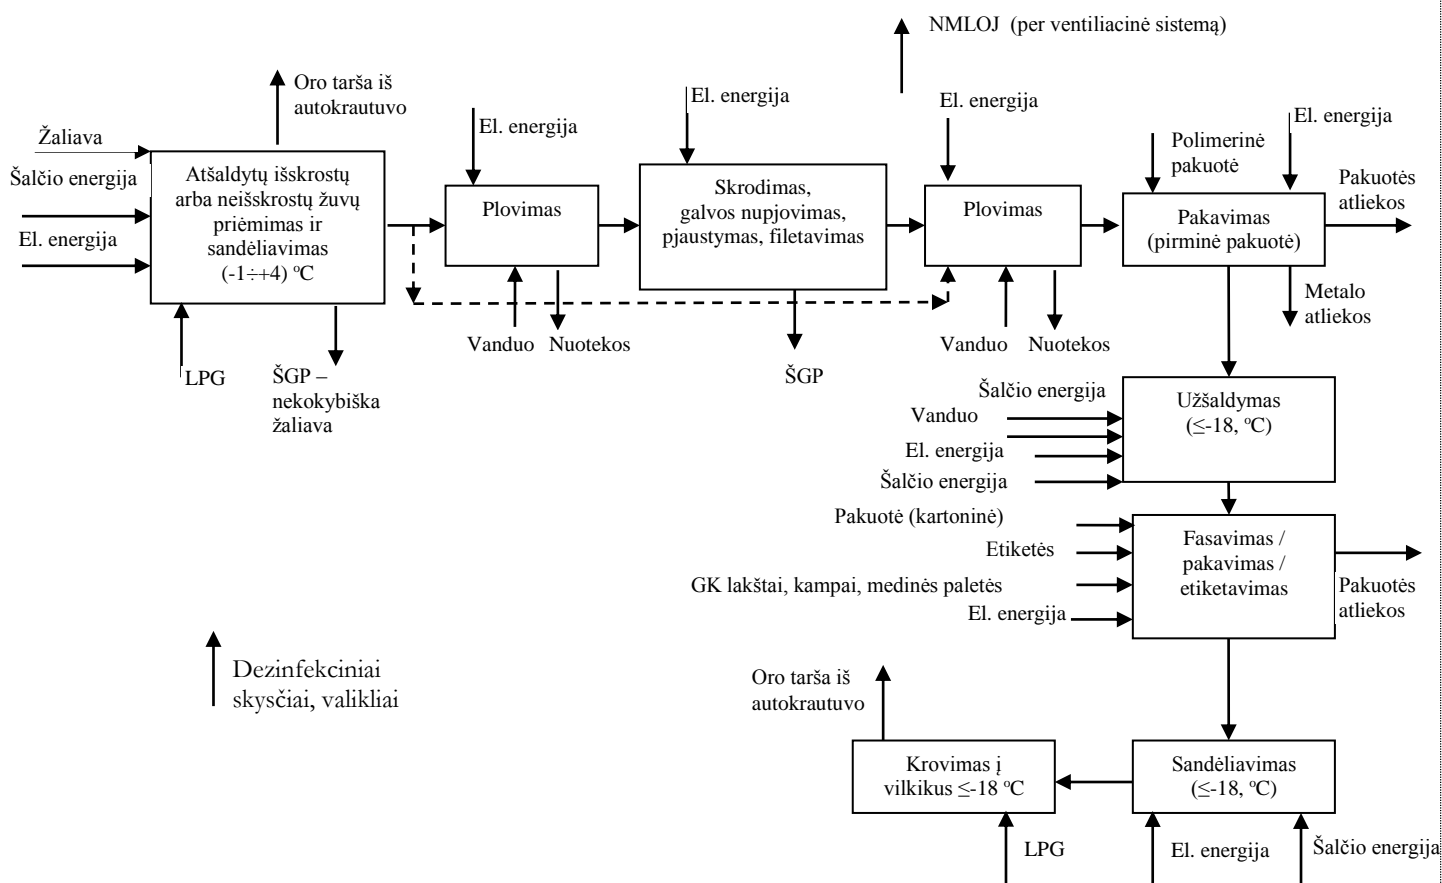 NMLOJ (per ventiliacinė sistemą)
Oro tarša iš
autokrautuvo
El. energija
El. energija
El. energija
El. energija
Polimerinė
pakuotė
Pakuotės
atliekos
Žaliava
Šalčio energija
El. energija
Atšaldytų išskrostų
arba neišskrostų žuvų
priėmimas ir
sandėliavimas
(-1÷+4) ºC
Plovimas
Skrodimas,
galvos nupjovimas,
pjaustymas, filetavimas
Plovimas
Pakavimas
(pirminė pakuotė)
Metalo
atliekos
Vanduo
Nuotekos
Vanduo
Nuotekos
LPG
ŠGP –
nekokybiška
žaliava
ŠGP
Šalčio energija
Vanduo
El. energija
Šalčio energija
Užšaldymas
(≤-18, ºC)
Pakuotė (kartoninė)
Etiketės
GK lakštai, kampai, medinės paletės
El. energija
Fasavimas /
pakavimas /
etiketavimas
Pakuotės
atliekos
Dezinfekciniai
skysčiai, valikliai
Oro tarša iš
autokrautuvo
Krovimas į
vilkikus ≤-18 ºC
Sandėliavimas
(≤-18, ºC)
LPG
El. energija
Šalčio energija